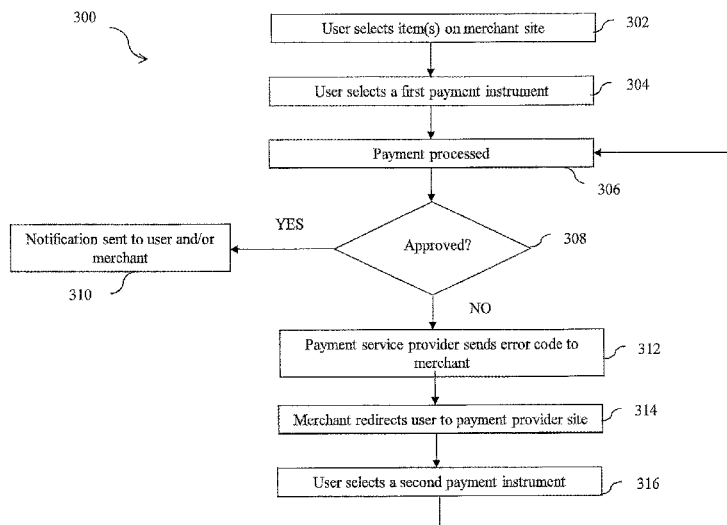 300
User selects item(s) on merchant site
302
User selects a first payment instrument
304
Payment processed
306
YES
Approved?
308
Notification sent to user and/or
merchant
310
NO
Payment service provider sends error code to
merchant
312
Merchant redirects user to payment provider site
314
User selects a second payment instrument
316